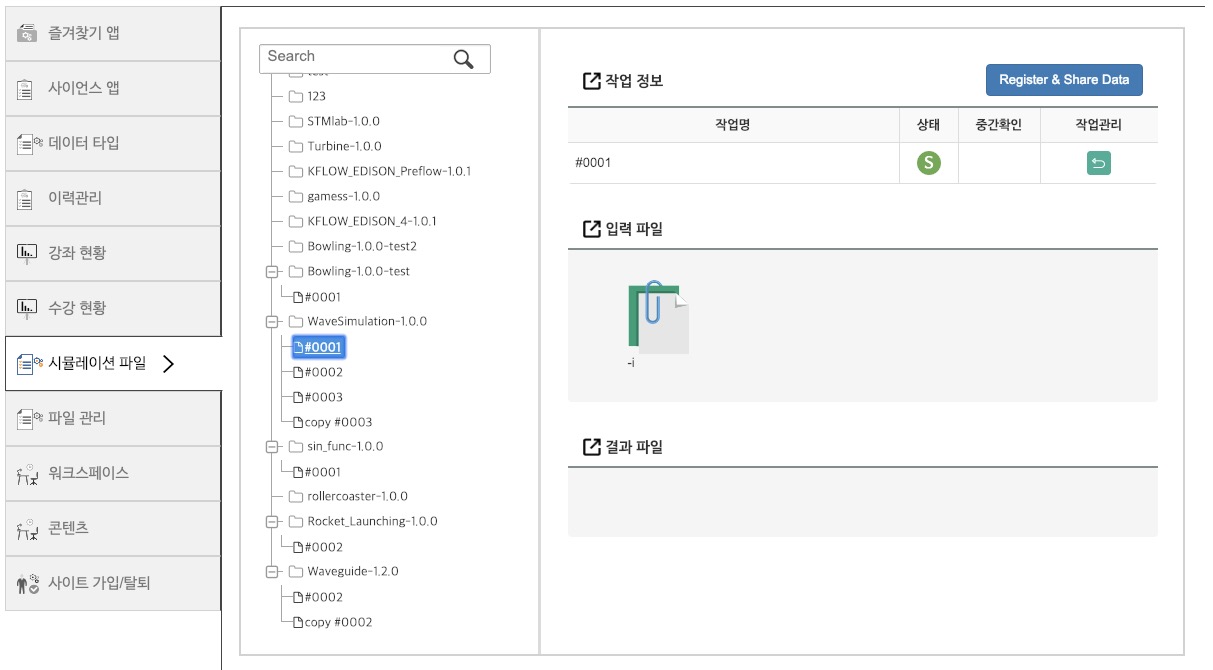 즐겨찾기 앱
사이언스 앱
데이터 타입
이력관리
강좌 현황
수강 현황
시뮬레이션 파일
파일 관리
워크스페이스
콘텐츠
사이트 가입/탈퇴
Search
test
123
STMlab-1.0.0
Turbine-1.0.0
KFLOW_EDISON_Preflow-1.0.1
gamess-1.0.0
KFLOW_EDISON_4-1.0.1
Bowling-1.0.0-test2
Bowling-1.0.0-test
#0001
WaveSimulation-1.0.0
#0001
#0002
#0003
copy #0003
sin_func-1.0.0
#0001
rollercoaster-1.0.0
Rocket_Launching-1.0.0
#0002
Waveguide-1.2.0
#0002
copy #0002
작업 정보
Register & Share Data
작업명 상태 중간확인 작업관리
#0001 S
입력 파일
-i
결과 파일